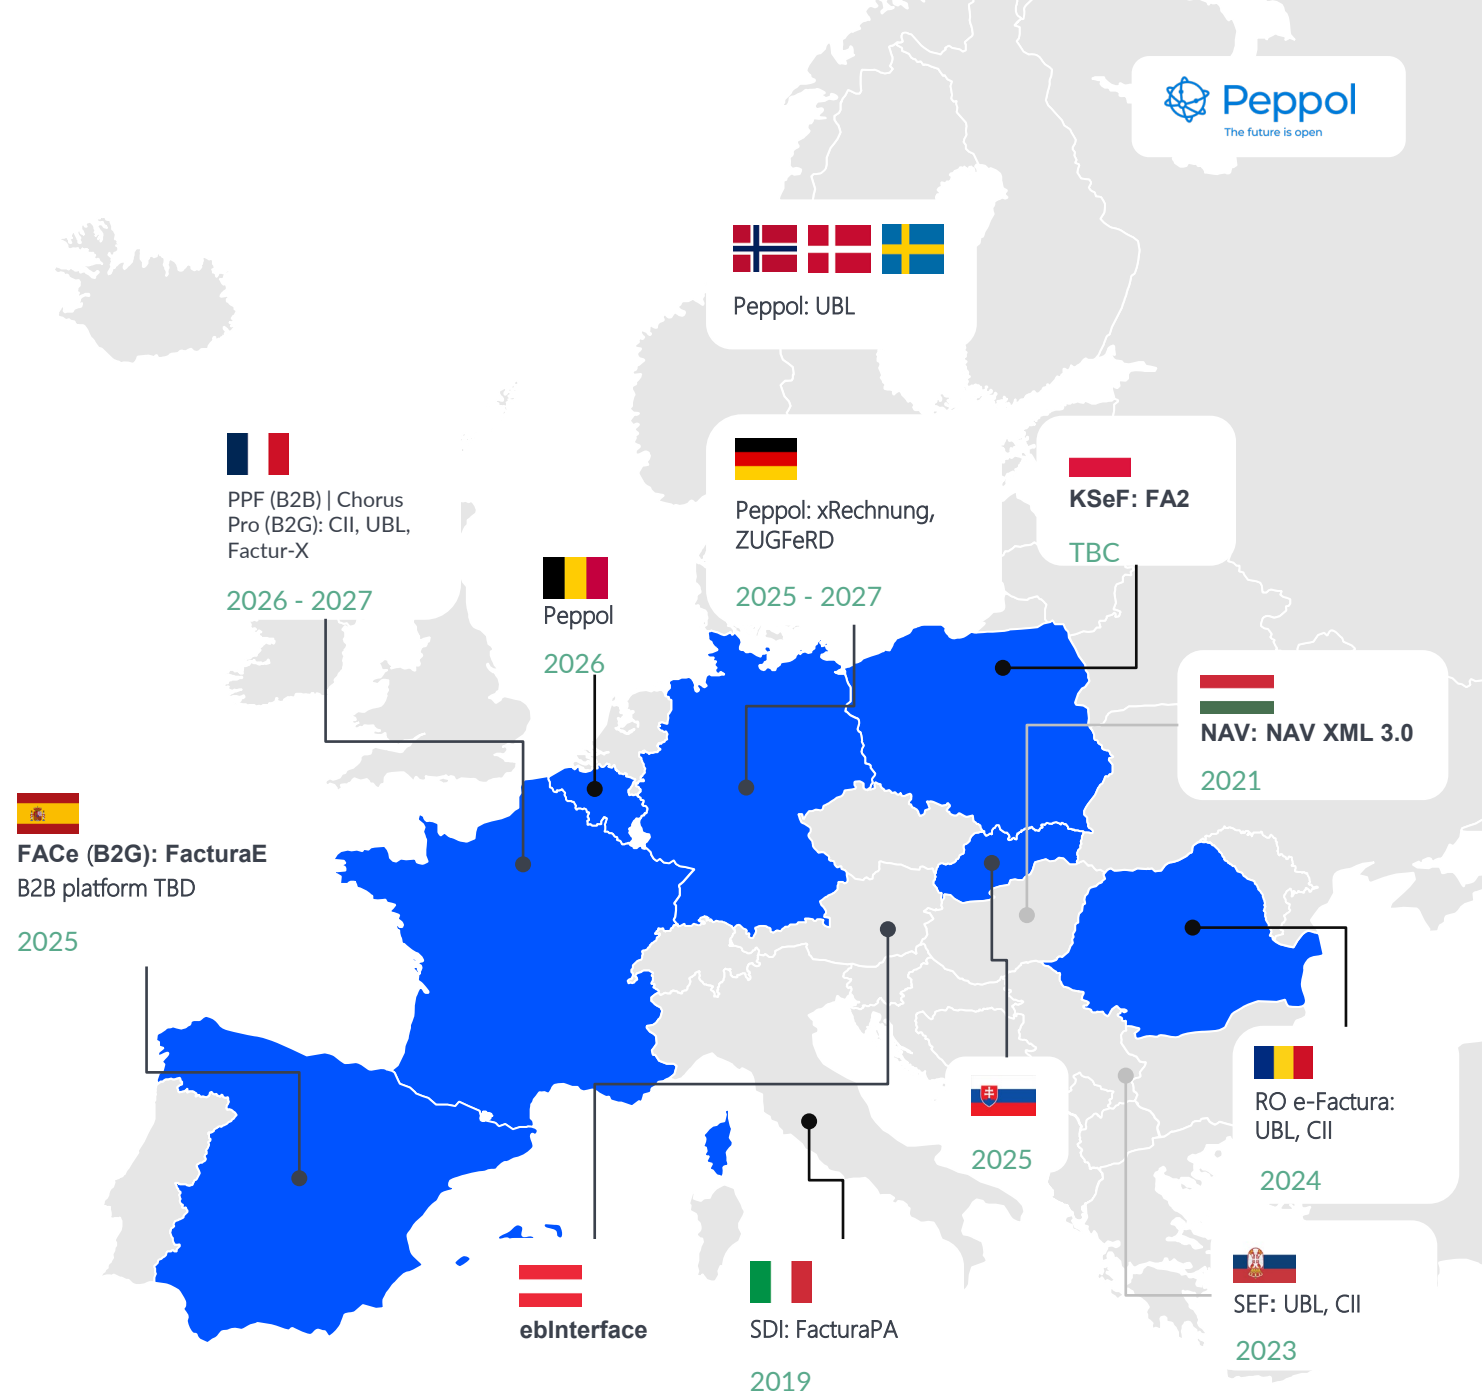 Peppol
The future is open
Peppol: UBL
PPF (B2B) | Chorus
Pro (B2G): CII, UBL,
Factur-X
2026 - 2027
Peppol
2026
Peppol: xRechnung,
ZUGFeRD
2025 - 2027
KSeF: FA2
TBC
NAV: NAV XML 3.0
2021
FACe (B2G): FacturaE
B2B platform TBD
2025
2025
RO e-Factura:
UBL, CII
2024
ebInterface
SDI: FacturaPA
2019
SEF: UBL, CII
2023